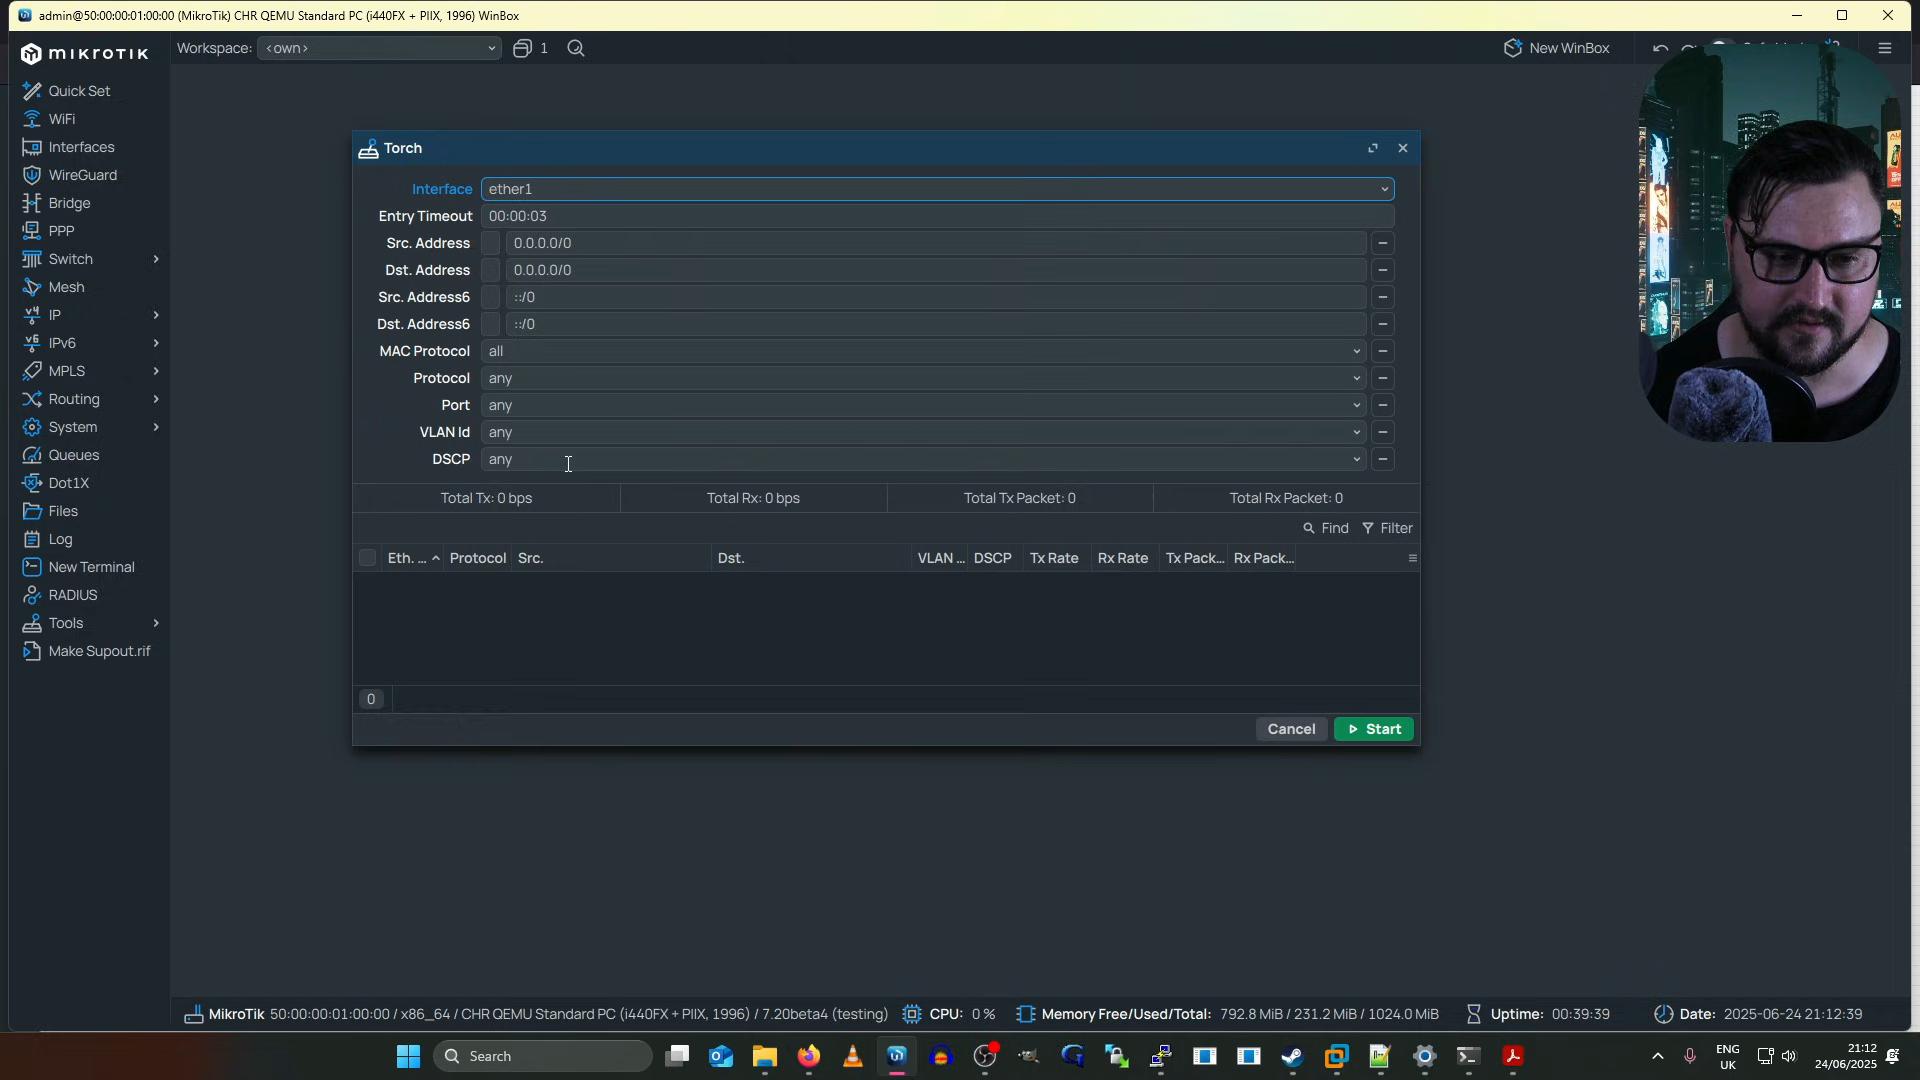 admin@50:00:00:01:00:00 (MikroTik) CHR QEMU Standard PC (i440FX + PIIX, 1996) WinBox
MIKROTIK
Workspace: <own>
1
New WinBox
Quick Set
WiFi
Interfaces
WireGuard
Bridge
PPP
Switch
Mesh
IP
IPv6
MPLS
Routing
System
Queues
Dot1X
Files
Log
New Terminal
RADIUS
Tools
Make Supout.rif
Torch
Interface ether1
Entry Timeout 00:00:03
Src. Address 0.0.0.0/0
Dst. Address 0.0.0.0/0
Src. Address6 ::/0
Dst. Address6 ::/0
MAC Protocol all
Protocol any
Port any
VLAN Id any
DSCP any
Total Tx: 0 bps Total Rx: 0 bps Total Tx Packet: 0 Total Rx Packet: 0
Find Filter
Eth. ... Protocol Src. Dst. VLAN ... DSCP Tx Rate Rx Rate Tx Pack... Rx Pack...
0
Cancel Start
MikroTik 50:00:00:01:00:00 / x86_64 / CHR QEMU Standard PC (i440FX + PIIX, 1996) / 7.20beta4 (testing) CPU: 0 % Memory Free/Used/Total: 792.8 MiB / 231.2 MiB / 1024.0 MiB Uptime: 00:39:39 Date: 2025-06-24 21:12:39
Search
ENG
UK
21:12
24/06/2025